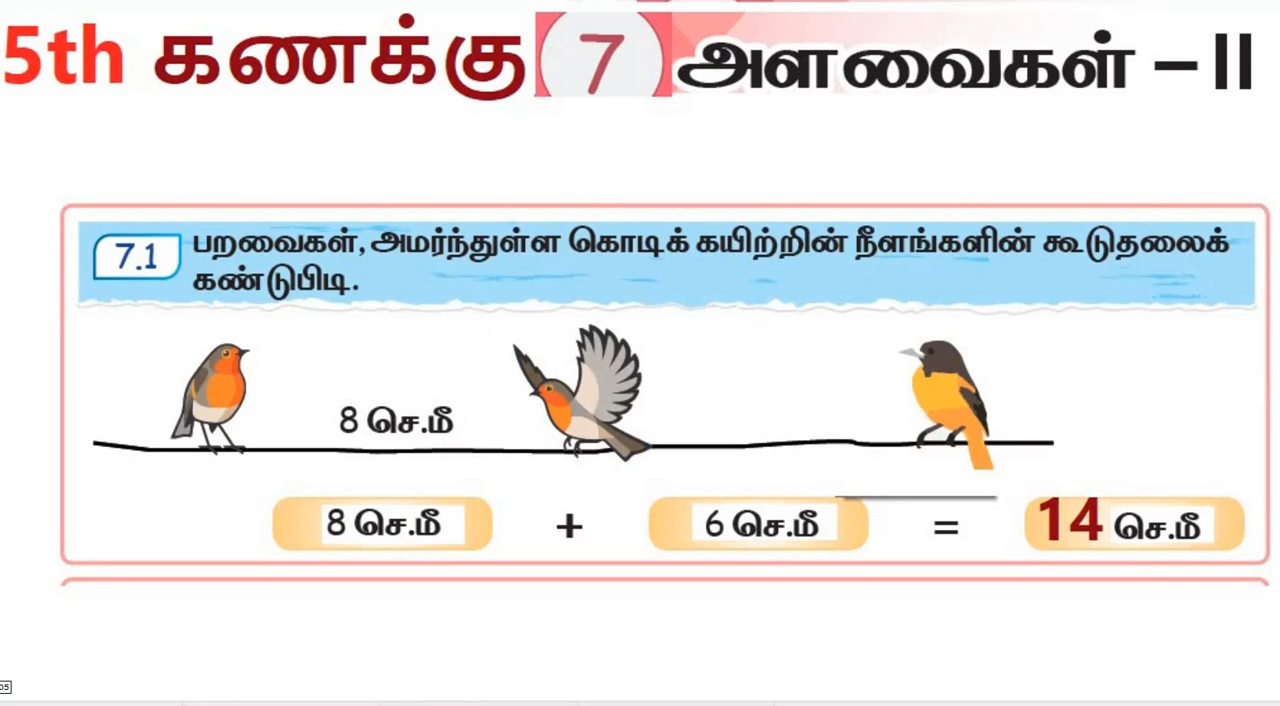 5th கணக்கு 7 அளவைகள் – II
7.1 பறவைகள், அமர்ந்துள்ள கொடிக் கயிற்றின் நீளங்களின் கூடுதலைக்
கண்டுபிடி.
8 செ.மீ
8 செ.மீ + 6 செ.மீ = 14 செ.மீ
05